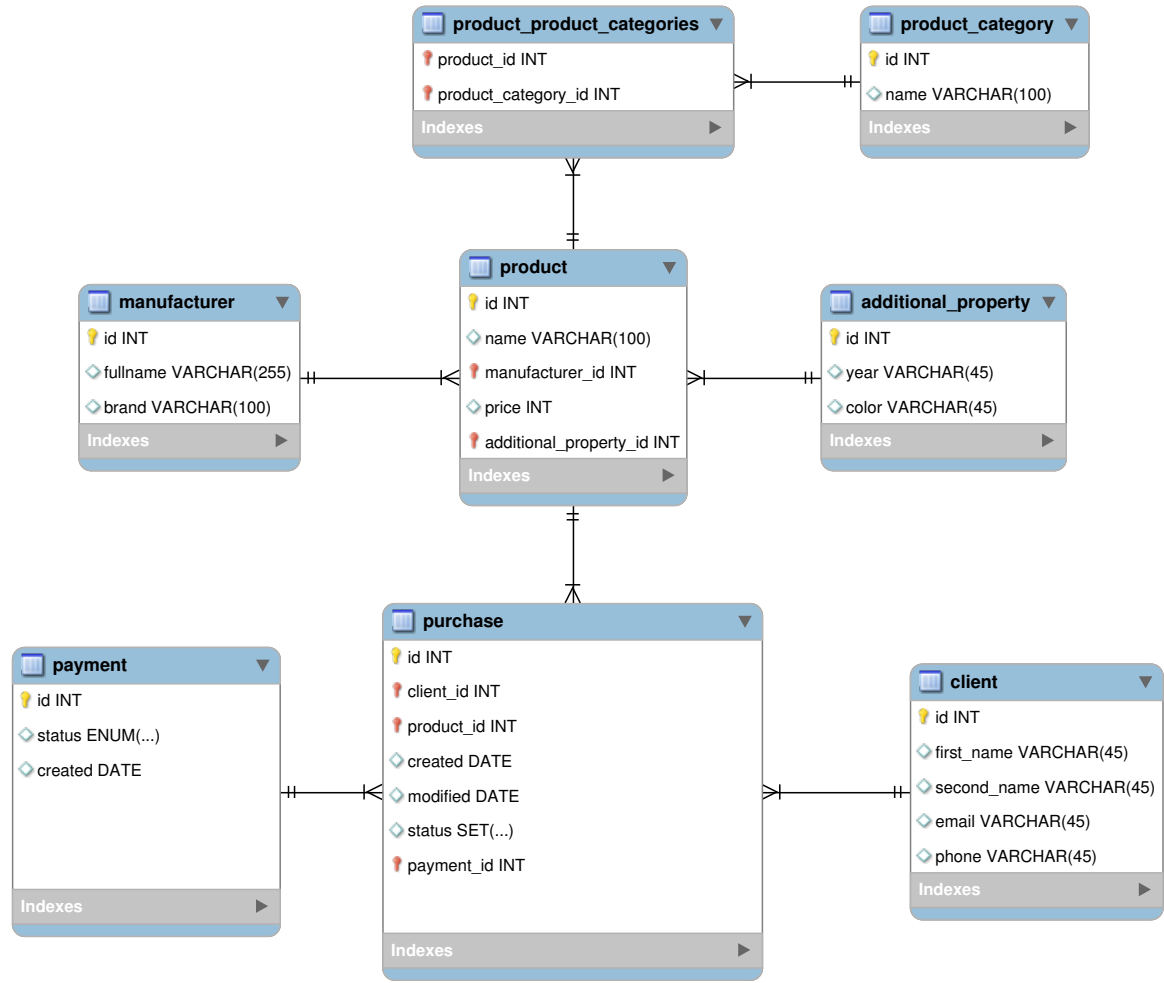 product_product_categories
product_id INT
product_category_id INT
Indexes
product_category
id INT
name VARCHAR(100)
Indexes
manufacturer
id INT
fullname VARCHAR(255)
brand VARCHAR(100)
Indexes
product
id INT
name VARCHAR(100)
manufacturer_id INT
price INT
additional_property_id INT
Indexes
additional_property
id INT
year VARCHAR(45)
color VARCHAR(45)
Indexes
payment
id INT
status ENUM(...)
created DATE
Indexes
purchase
id INT
client_id INT
product_id INT
created DATE
modified DATE
status SET(...)
payment_id INT
Indexes
client
id INT
first_name VARCHAR(45)
second_name VARCHAR(45)
email VARCHAR(45)
phone VARCHAR(45)
Indexes